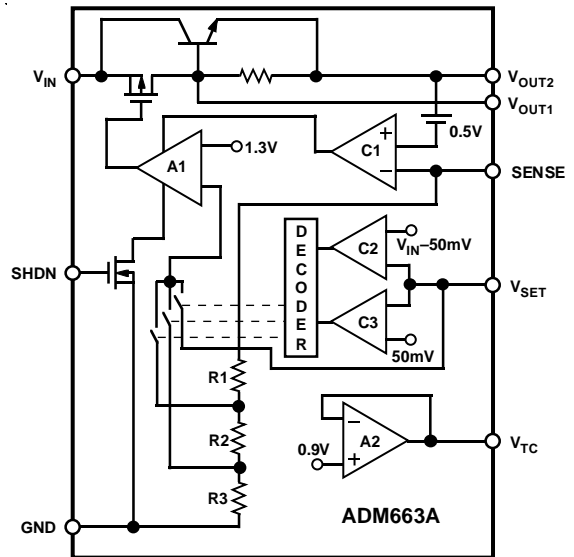 VIN
VOUT2
VOUT1
0.5V
A1
1.3V
C1
+
–
SENSE
SHDN
DECODER
C2
VIN–50mV
VSET
C3
50mV
R1
R2
R3
A2
–
+
0.9V
VTC
GND
ADM663A